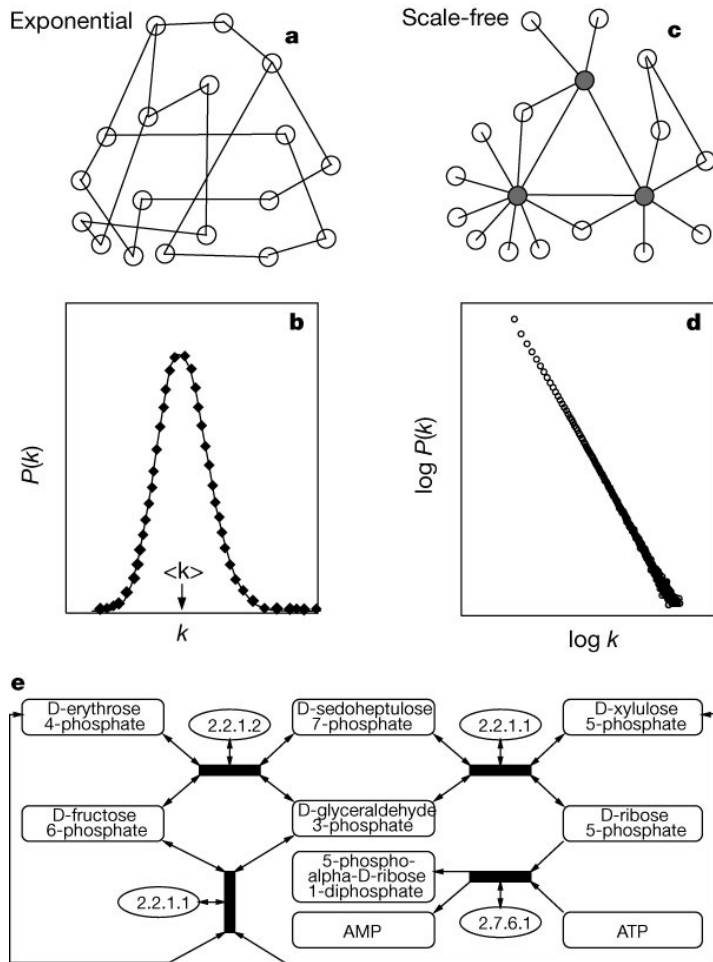 Exponential
a
Scale-free
c
b
P(k)
<k>
k
d
log P(k)
log k
e
D-erythrose
4-phosphate
2.2.1.2
D-sedoheptulose
7-phosphate
2.2.1.1
D-xylulose
5-phosphate
D-fructose
6-phosphate
D-glyceraldehyde
3-phosphate
D-ribose
5-phosphate
5-phospho-
alpha-D-ribose
1-diphosphate
2.2.1.1
AMP
2.7.6.1
ATP